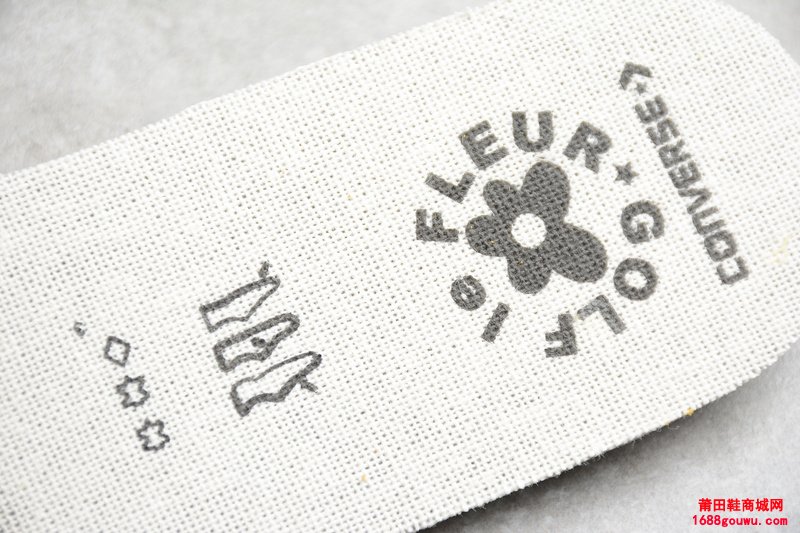 CONVERSE
GOLF le FLEUR
莆田鞋商城网
1688gouwu.com